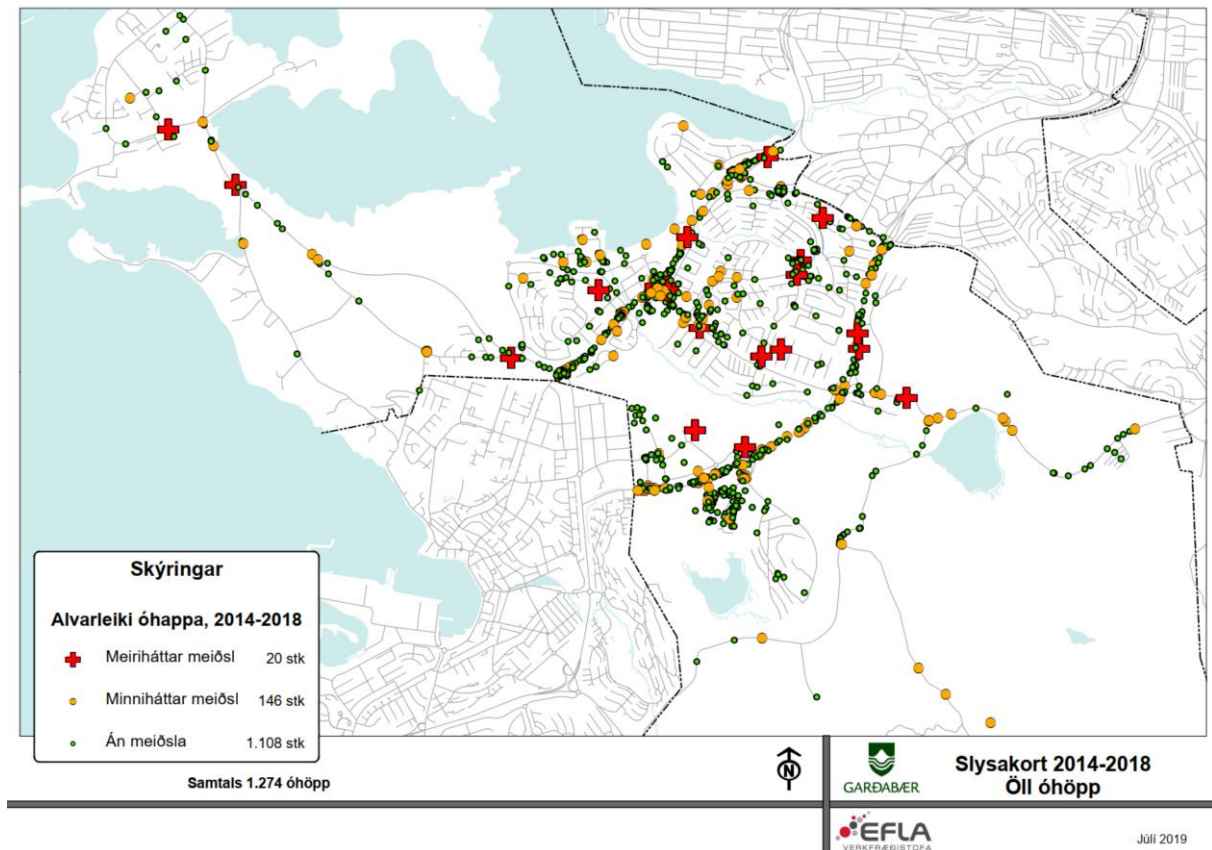 Skýringar
Alvarleiki óhappa, 2014-2018
Meiriháttar meiðsl 20 stk
Minniháttar meiðsl 146 stk
Án meiðsla 1.108 stk
Samtals 1.274 óhöpp
N
GARÐABÆR
Slysakort 2014-2018
Öll óhöpp
EFLA
VERKFRÆÐISTOFA
Júlí 2019